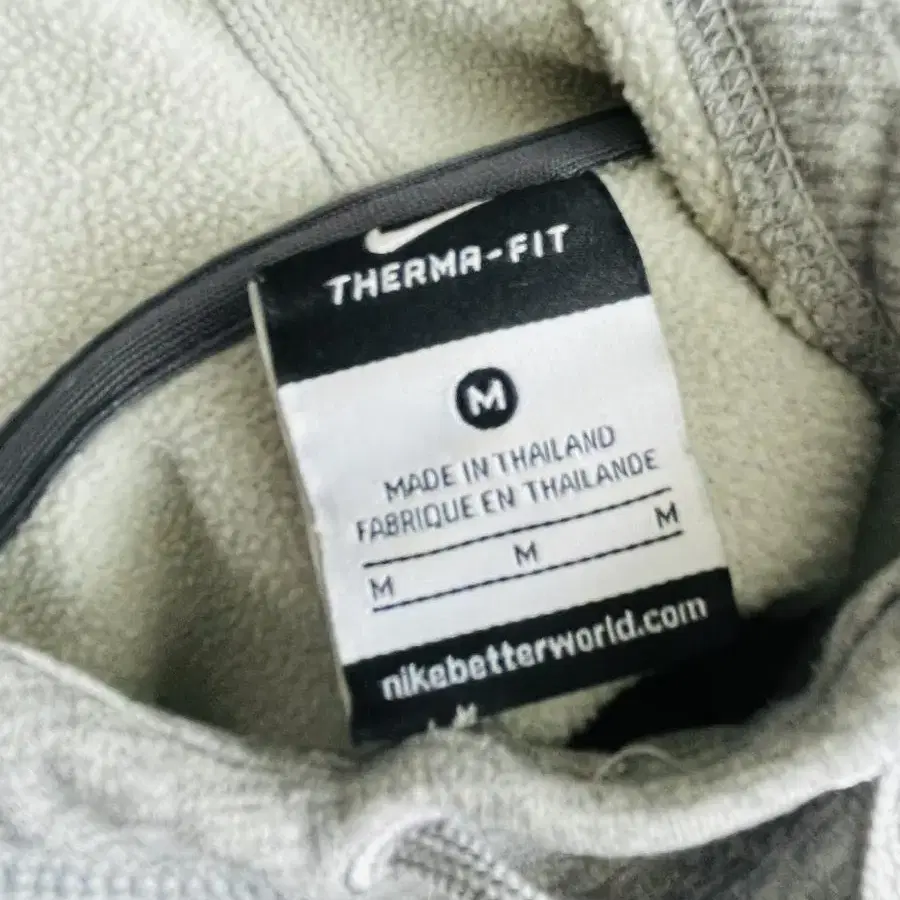 THERMA-FIT
M
MADE IN THAILAND
FABRIQUE EN THAILANDE
M M M
nikebetterworld.com